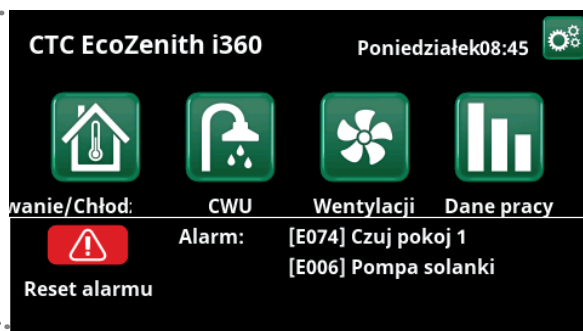 CTC EcoZenith i360 Poniedziałek08:45
wanie/Chłod: CWU Wentylacji Dane pracy
Alarm: [E074] Czuj pokoj 1
[E006] Pompa solanki
Reset alarmu